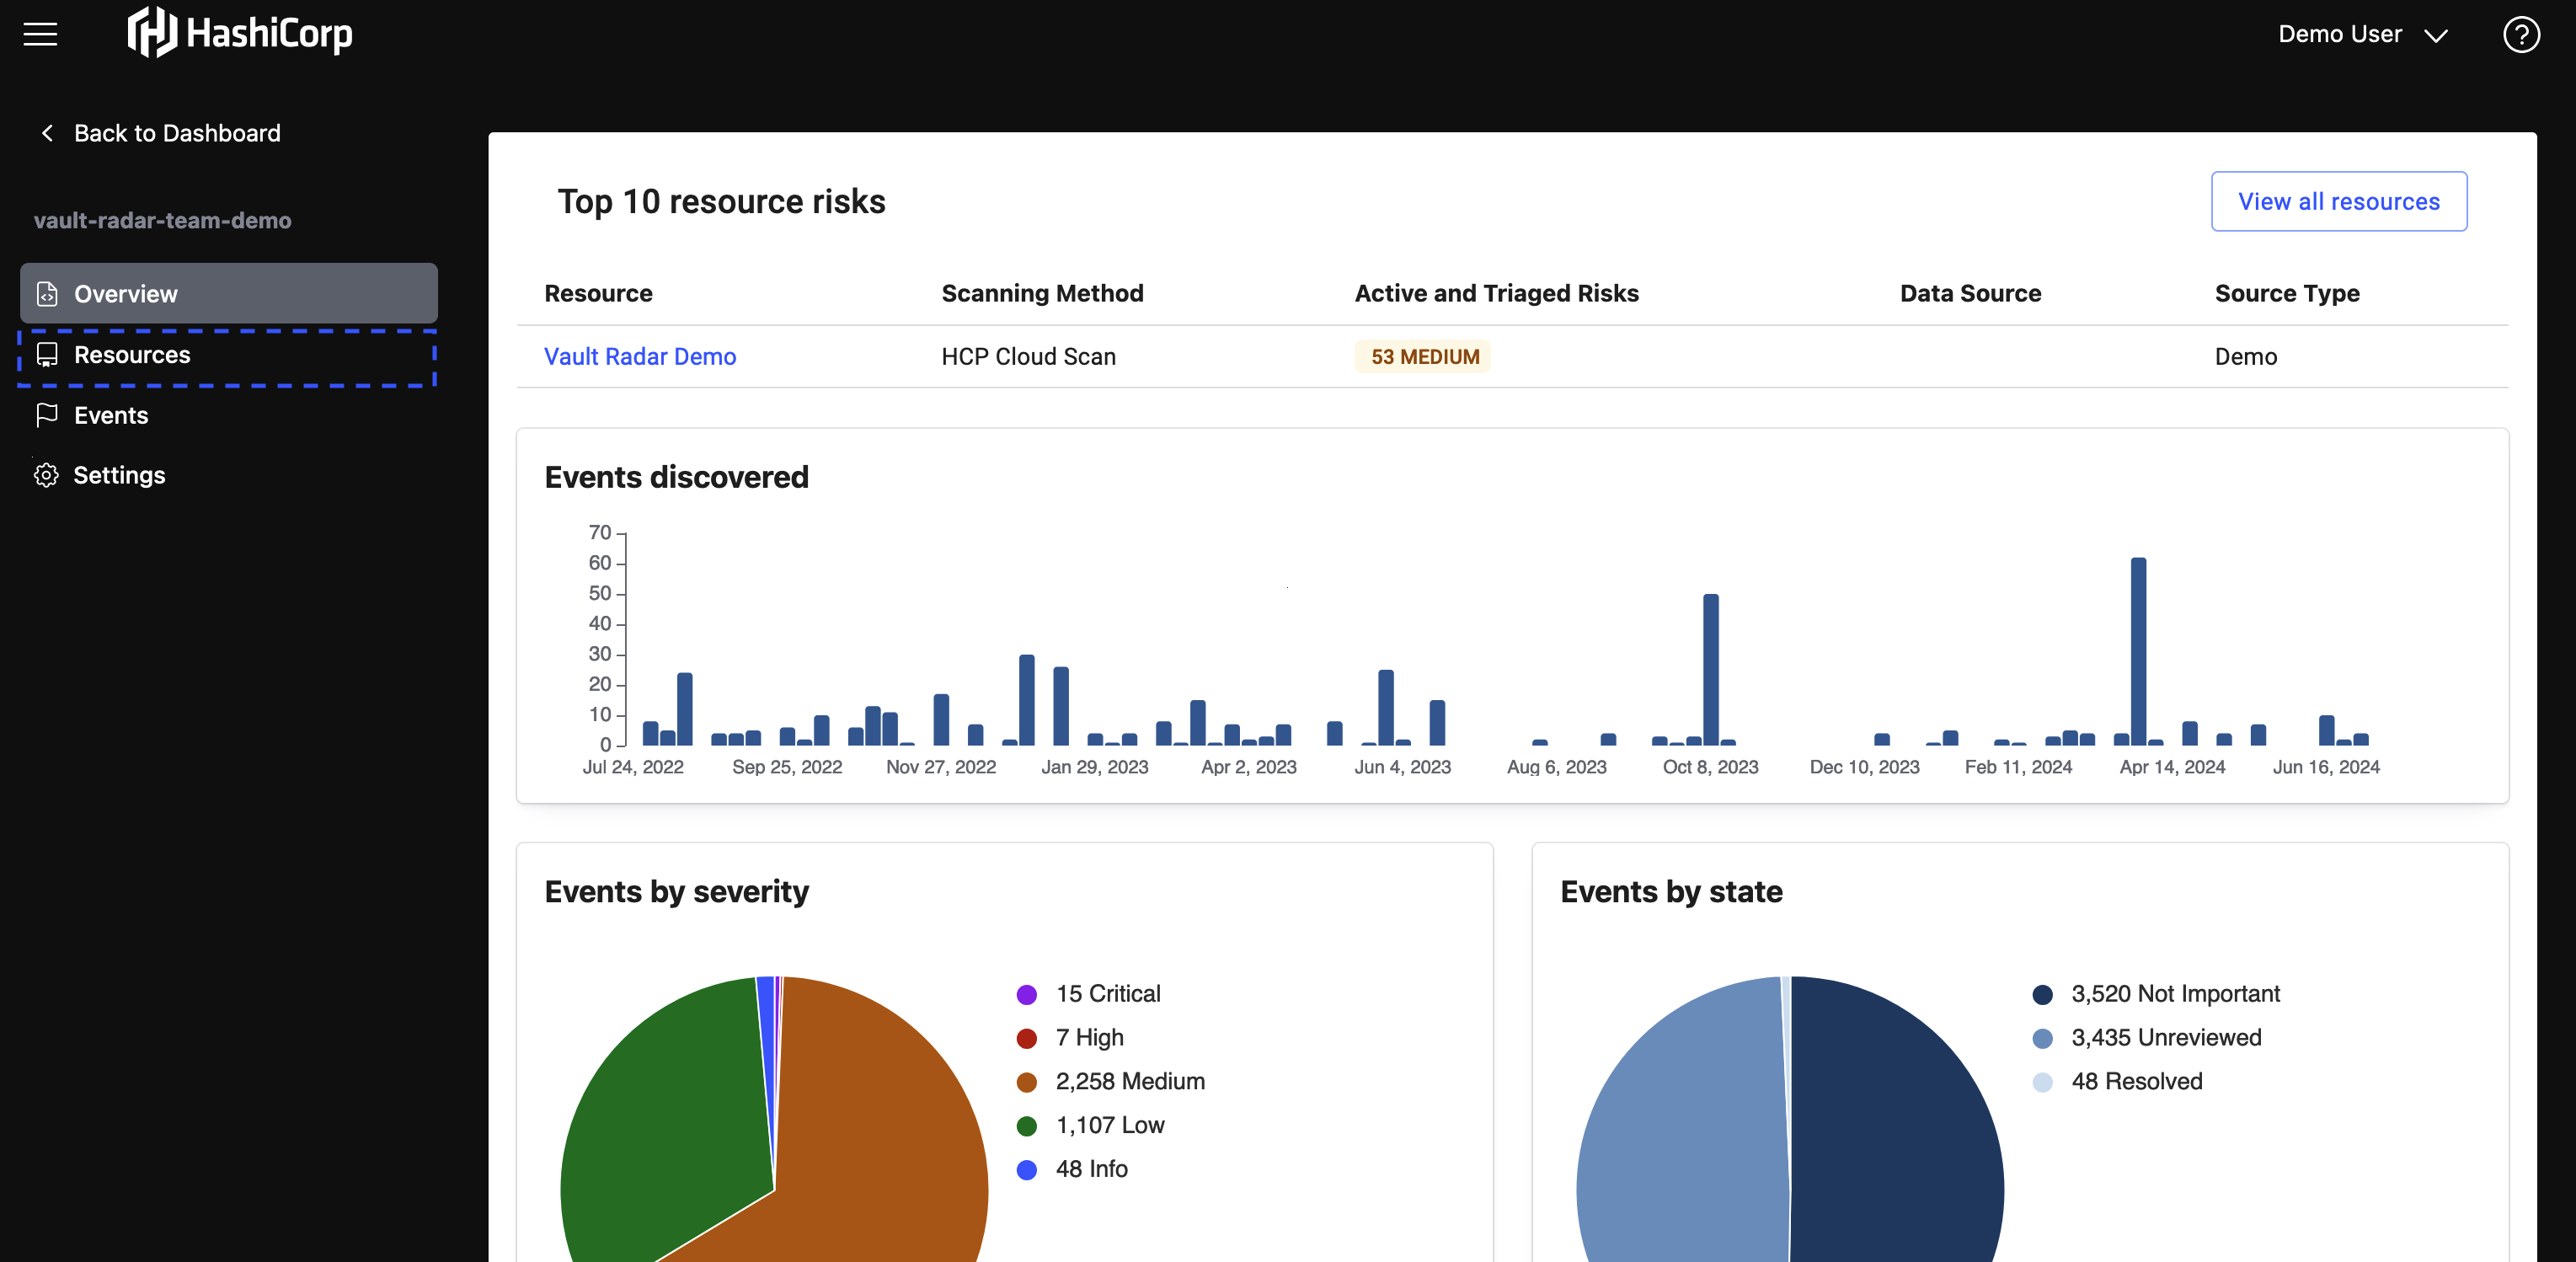 HashiCorp
Demo User
Back to Dashboard
vault-radar-team-demo
Overview
Resources
Events
Settings
Top 10 resource risks
View all resources
Resource Scanning Method Active and Triaged Risks Data Source Source Type
Vault Radar Demo HCP Cloud Scan 53 MEDIUM Demo
Events discovered
70
60
50
40
30
20
10
0
Jul 24, 2022 Sep 25, 2022 Nov 27, 2022 Jan 29, 2023 Apr 2, 2023 Jun 4, 2023 Aug 6, 2023 Oct 8, 2023 Dec 10, 2023 Feb 11, 2024 Apr 14, 2024 Jun 16, 2024
Events by severity
15 Critical
7 High
2,258 Medium
1,107 Low
48 Info
Events by state
3,520 Not Important
3,435 Unreviewed
48 Resolved